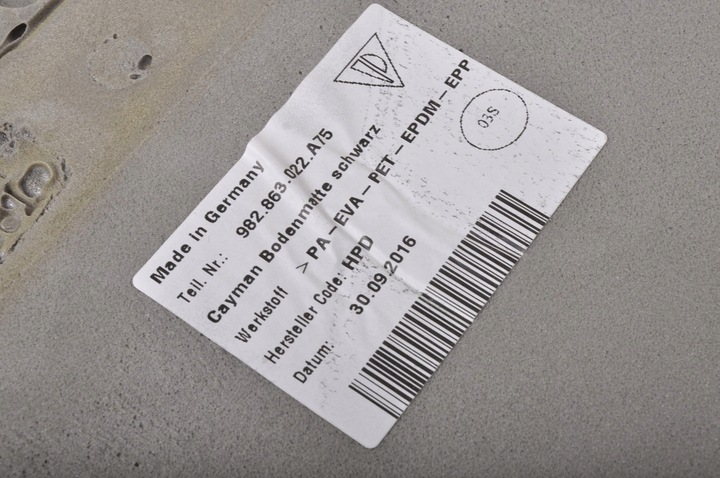 Made in Germany
Teil. Nr.: 982.863.022.A75
Cayman Bodenmatte schwarz
Werkstoff > PA – EVA – PET – EPDM – EPP
Hersteller Code: HPD
Datum: 30.09.2016
03S